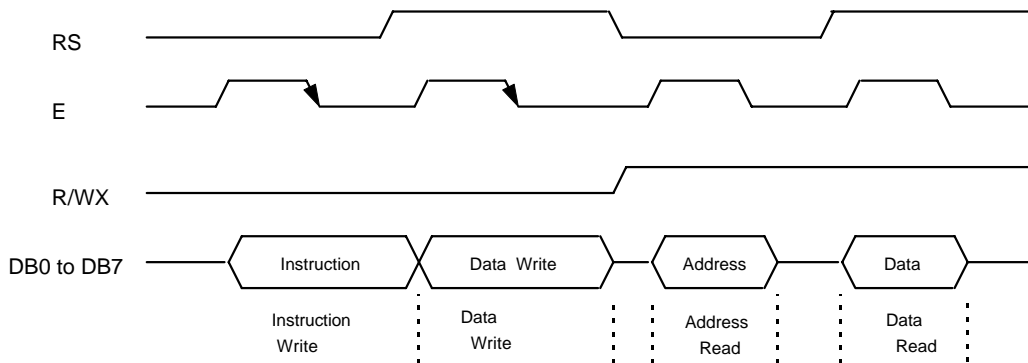 RS
E
R/WX
DB0 to DB7
Instruction
Data Write
Address
Data
Instruction
Write
Data
Write
Address
Read
Data
Read